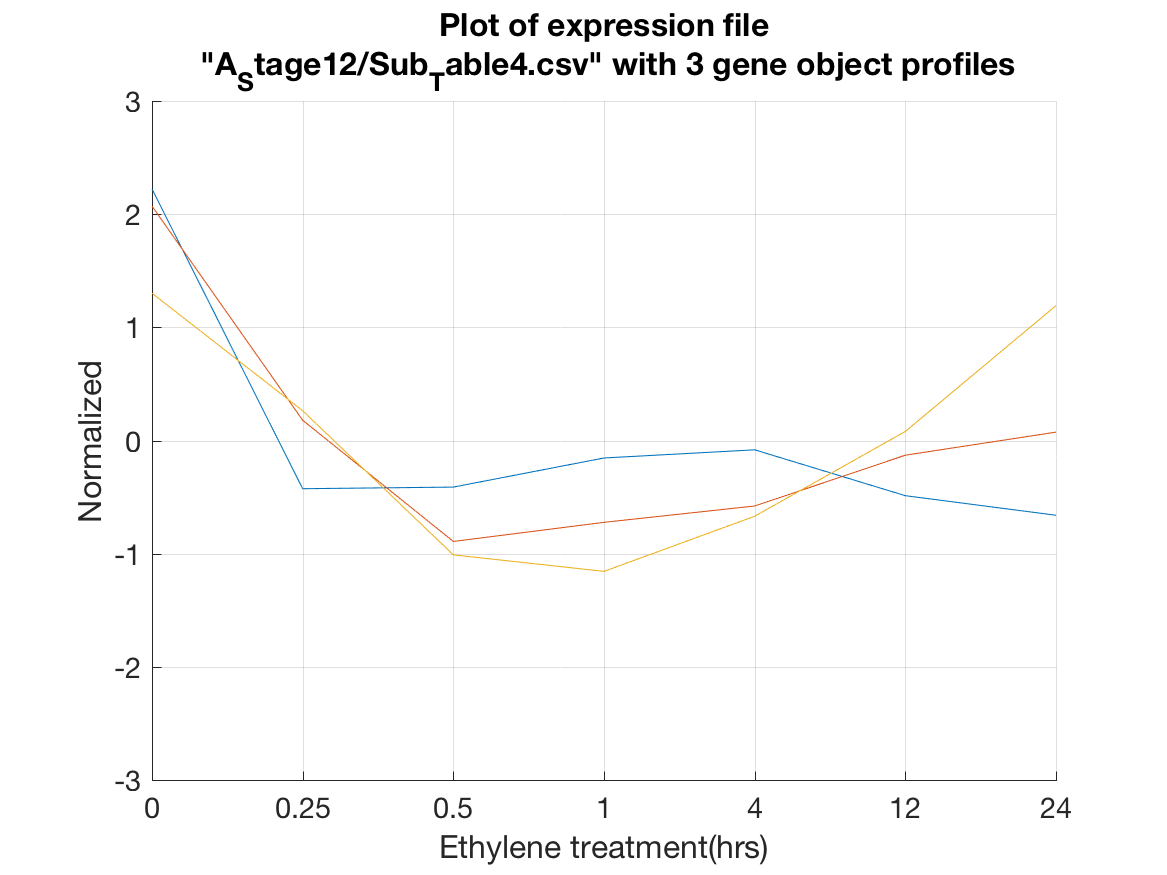 Plot of expression file
"A_Stage12/Sub_Table4.csv" with 3 gene object profiles
3
2
1
0
-1
-2
-3
Normalized
0 0.25 0.5 1 4 12 24
Ethylene treatment(hrs)